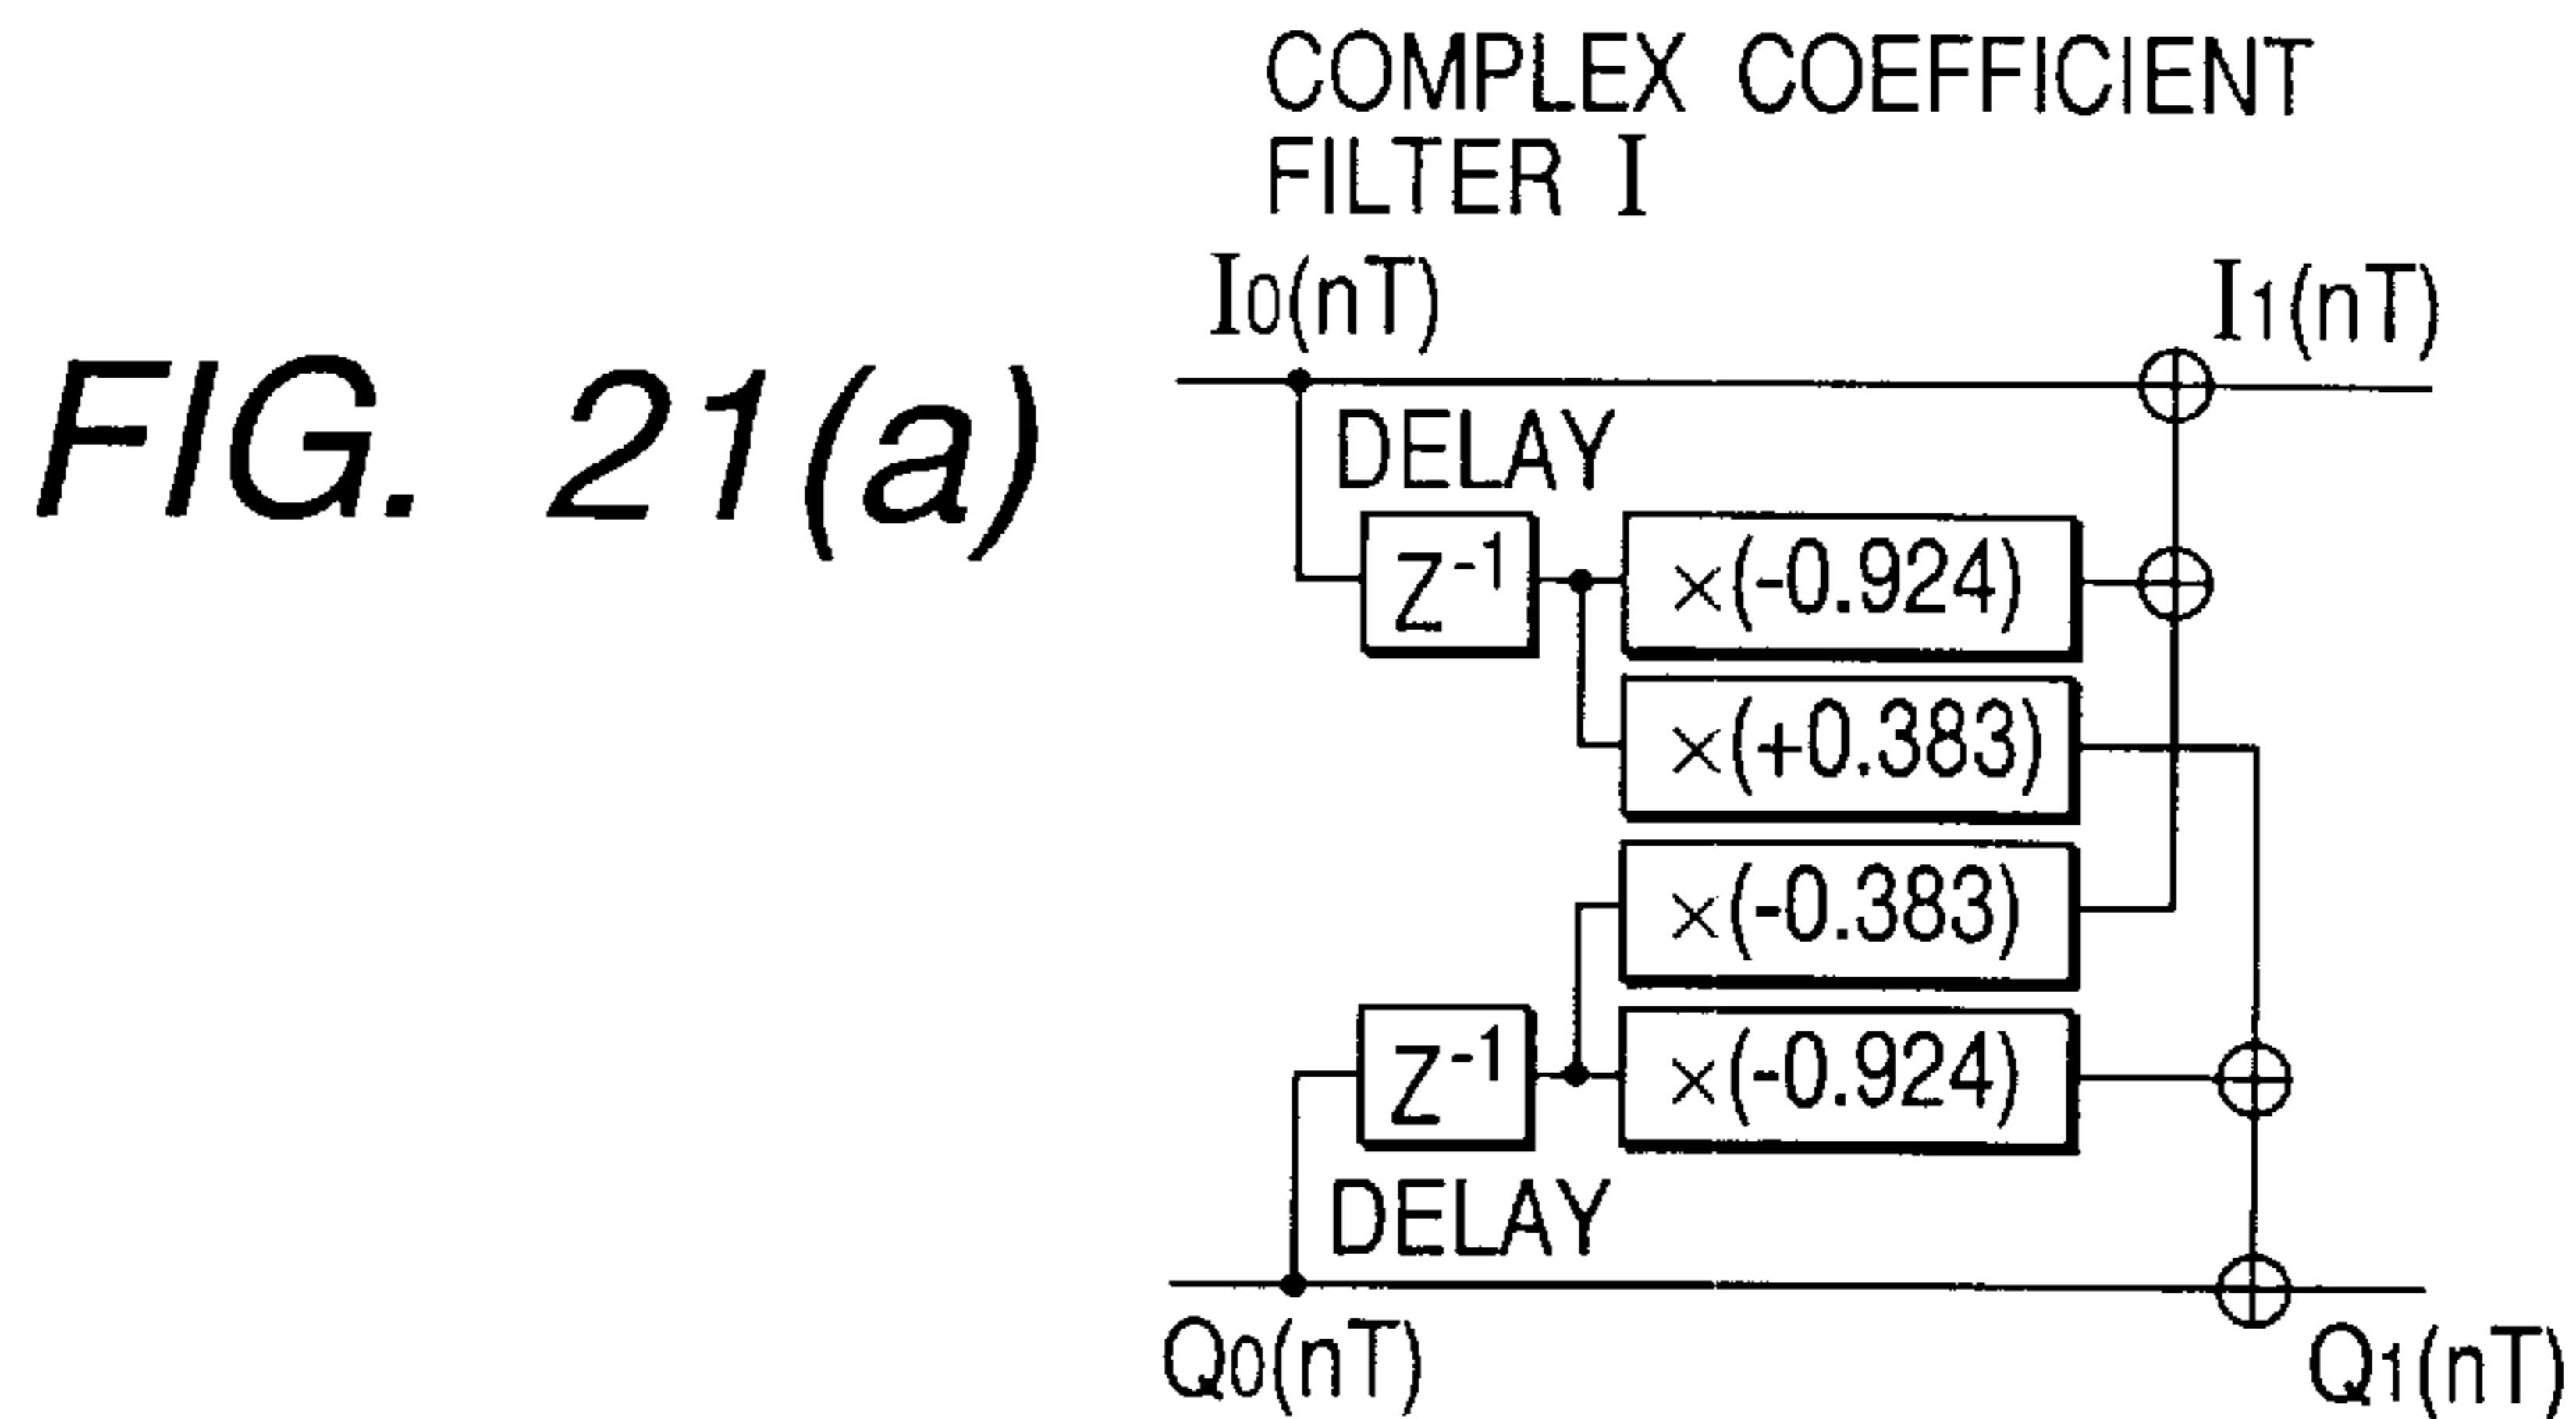 COMPLEX COEFFICIENT
FILTER I
I0(nT)
I1(nT)
FIG. 21(a)
DELAY
Z-1
×(-0.924)
×(+0.383)
×(-0.383)
Z-1
×(-0.924)
DELAY
Q0(nT)
Q1(nT)